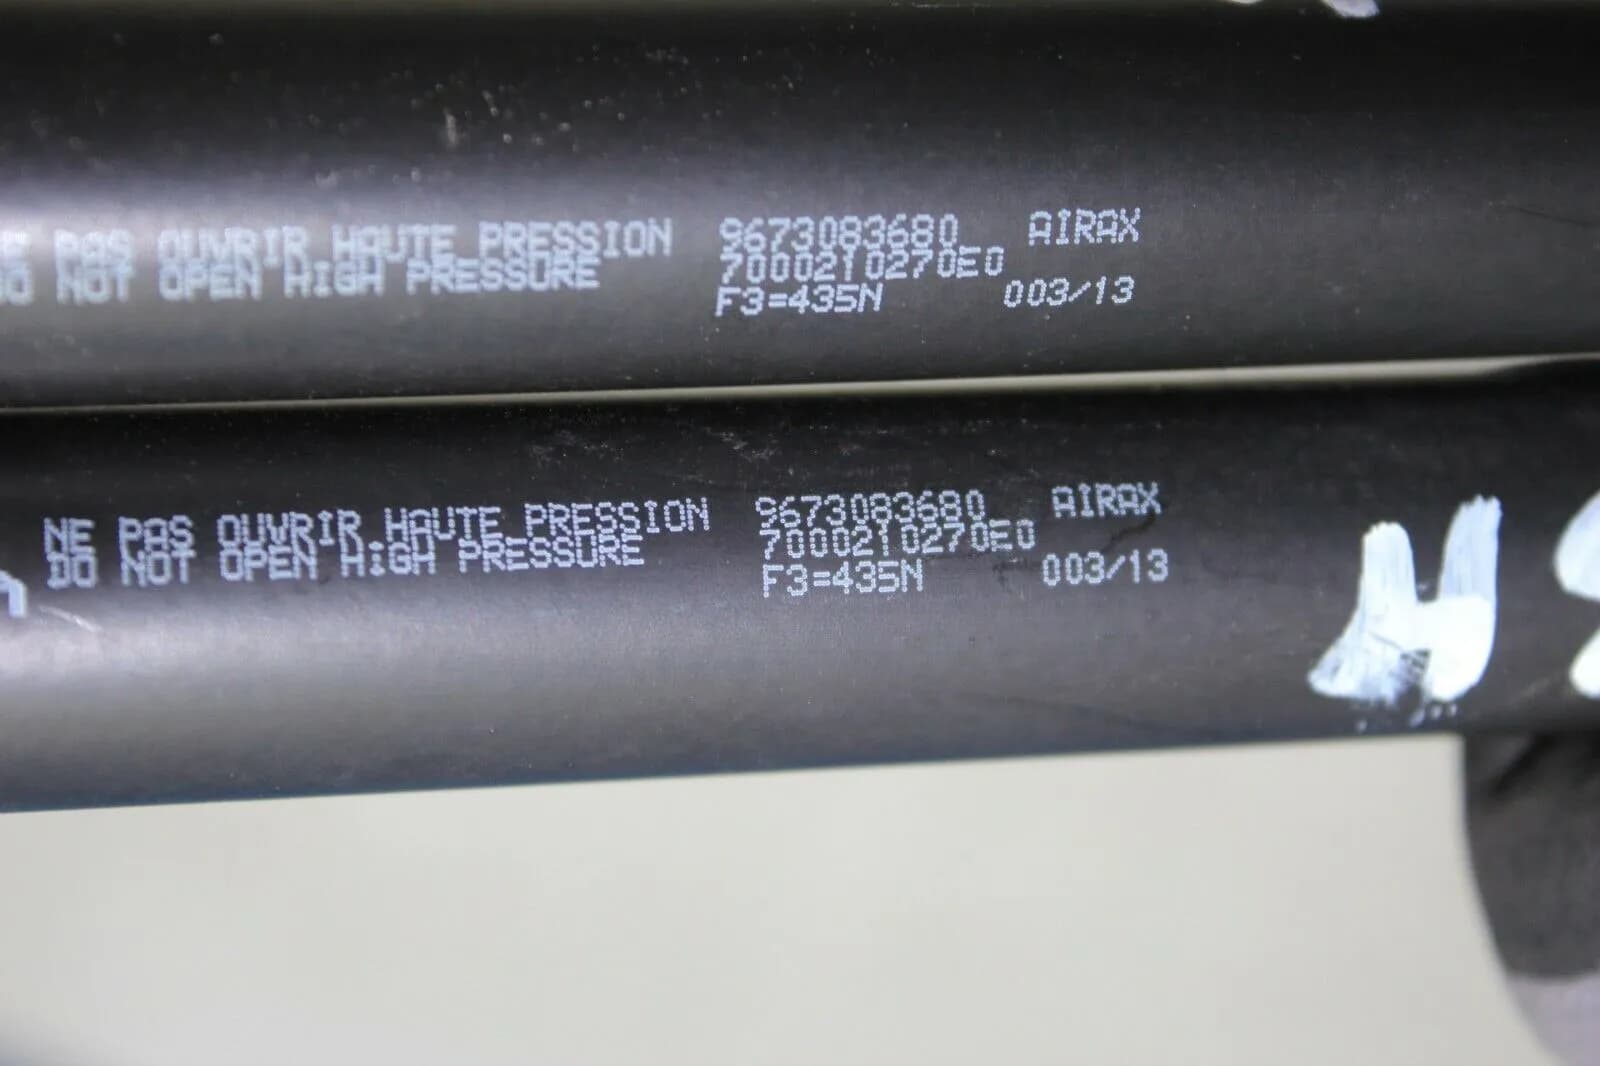 E PAS OUVRIR HAUTE PRESSION 9673083680 AIRAX
DO NOT OPEN HIGH PRESSURE 7000210270E0
F3=435N 003/13
NE PAS OUVRIR HAUTE PRESSION 9673083680 AIRAX
DO NOT OPEN HIGH PRESSURE 7000210270E0
F3=435N 003/13